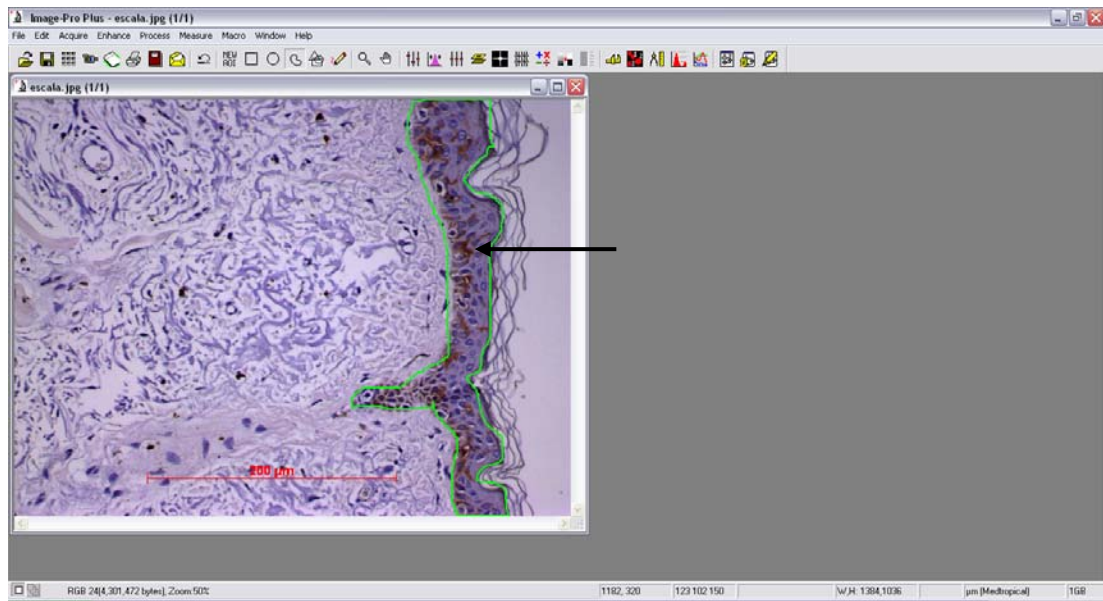 Image-Pro Plus - escala.jpg (1/1)
File Edit Acquire Enhance Process Measure Macro Window Help
NEW AOI
escala.jpg (1/1)
200 µm
RGB 24(4,301,472 bytes), Zoom:50% 1182, 320 123 102 150 W,H: 1384,1036 µm (Medtropical) 1GB